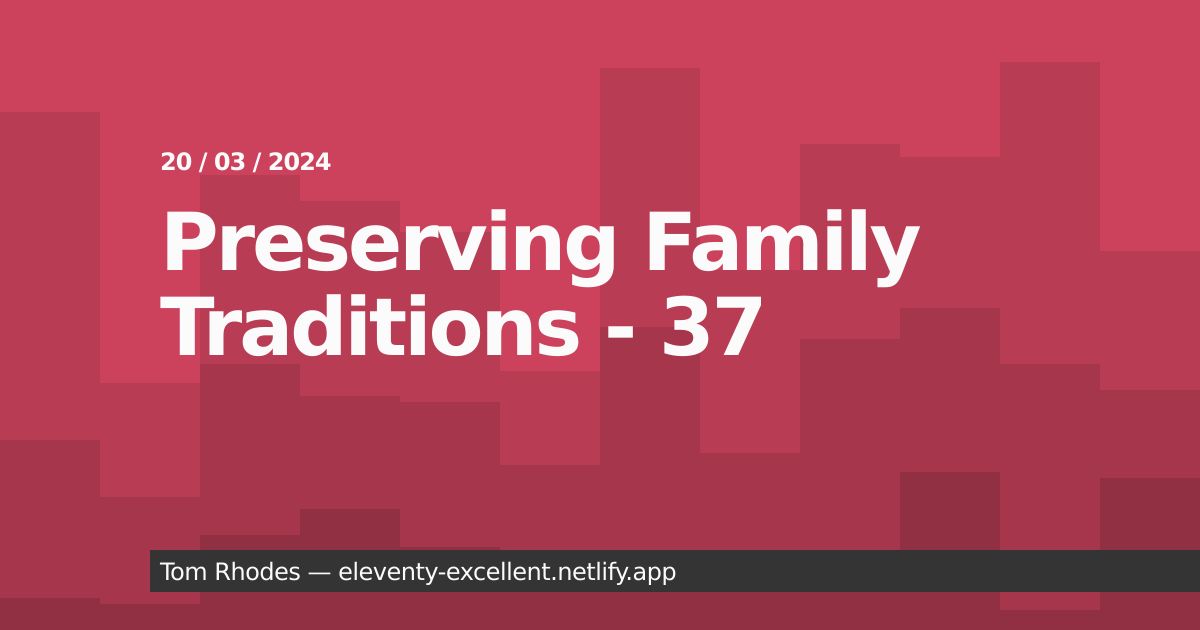 20 / 03 / 2024
Preserving Family
Traditions - 37
Tom Rhodes — eleventy-excellent.netlify.app